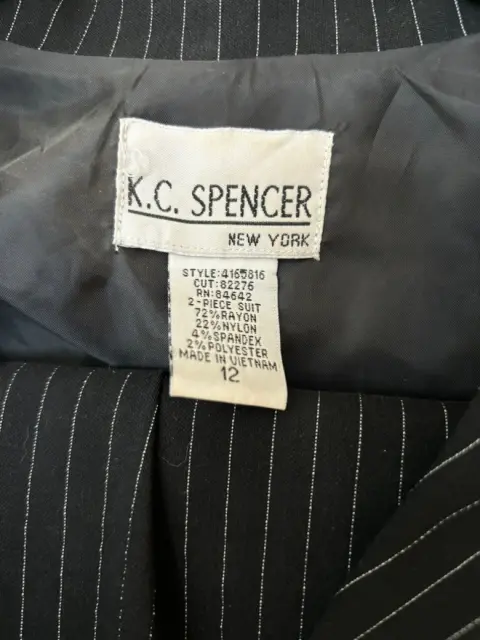 K.C. SPENCER
NEW YORK
STYLE:4165816
CUT:82276
RN:84642
2-PIECE SUIT
72%RAYON
22%NYLON
4%SPANDEX
2%POLYESTER
MADE IN VIETNAM
12